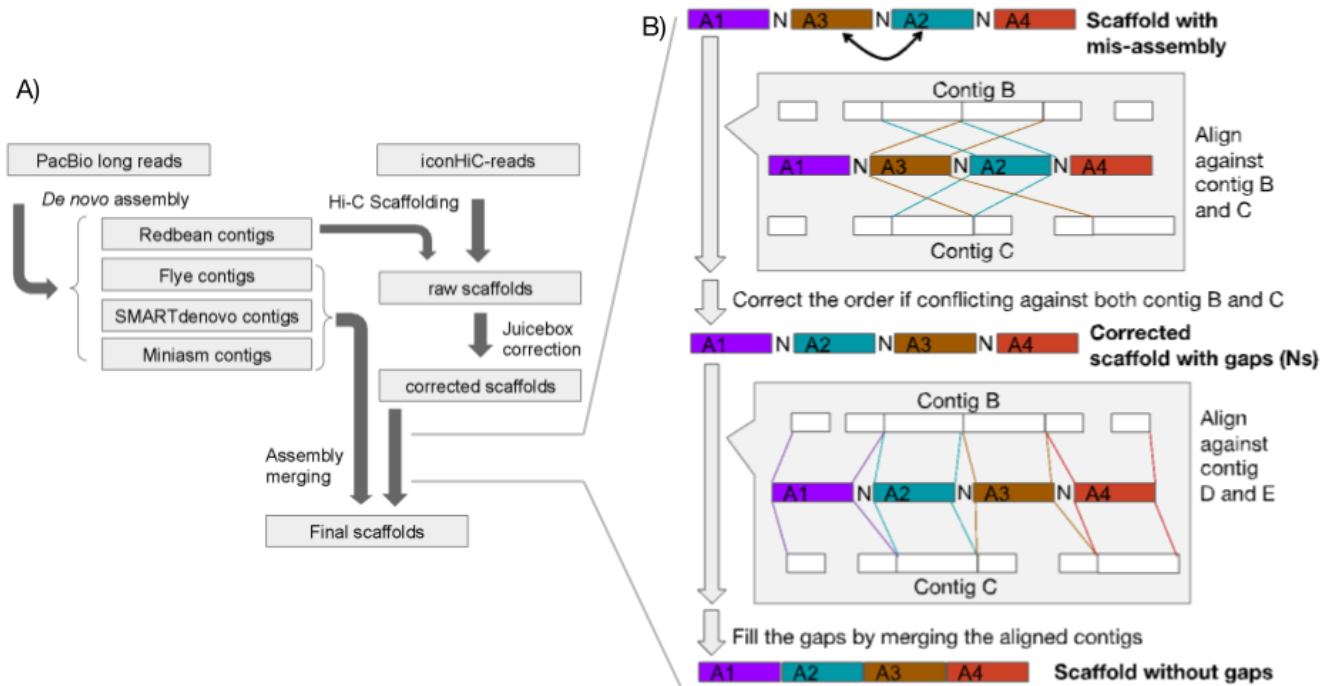 A)
PacBio long reads
iconHiC-reads
De novo assembly
Hi-C Scaffolding
Redbean contigs
Flye contigs
SMARTdenovo contigs
Miniasm contigs
raw scaffolds
Juicebox
correction
corrected scaffolds
Assembly
merging
Final scaffolds
B)
A1 N A3 N A2 N A4
Scaffold with
mis-assembly
Contig B
A1 N A3 N A2 N A4
Contig C
Align
against
contig B
and C
Correct the order if conflicting against both contig B and C
A1 N A2 N A3 N A4
Corrected
scaffold with gaps (Ns)
Contig B
A1 N A2 N A3 N A4
Contig C
Align
against
contig
D and E
Fill the gaps by merging the aligned contigs
A1 A2 A3 A4
Scaffold without gaps